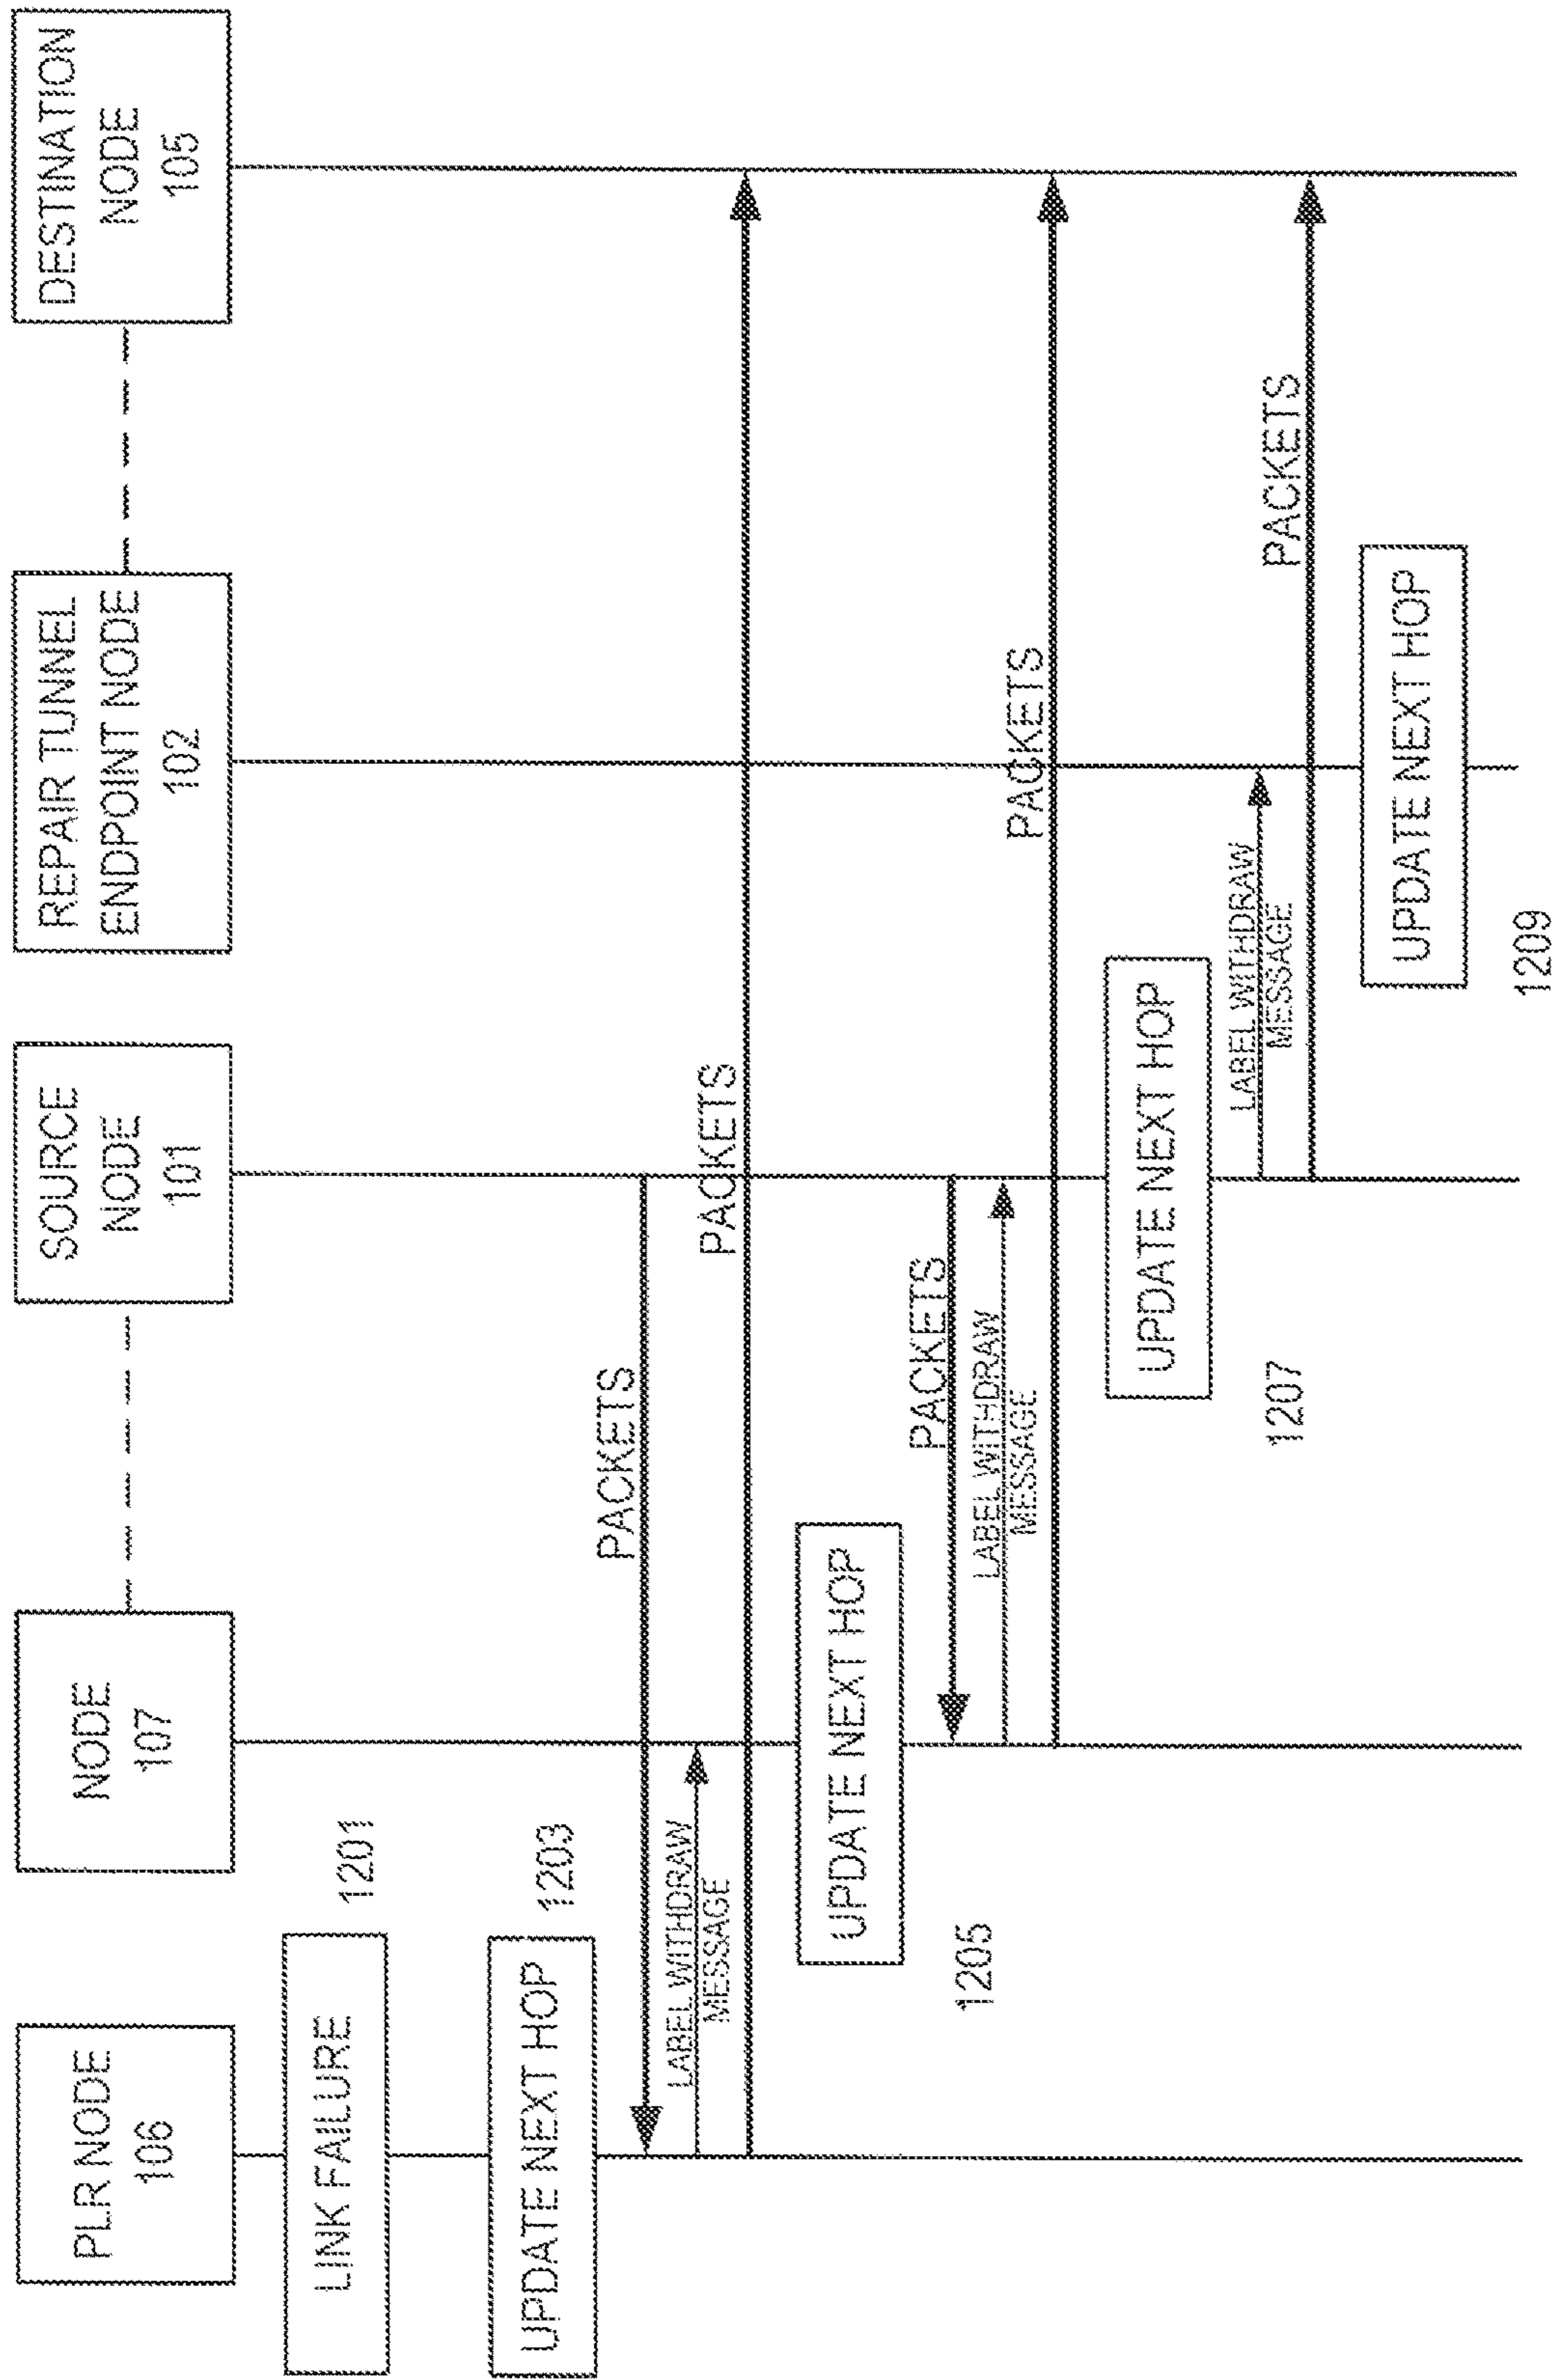 PLR NODE
106
NODE
107
SOURCE
NODE
101
REPAIR TUNNEL
ENDPOINT NODE
102
DESTINATION
NODE
105
LINK FAILURE
1201
UPDATE NEXT HOP
1203
PACKETS
LABEL WITHDRAW
MESSAGE
PACKETS
UPDATE NEXT HOP
1205
PACKETS
LABEL WITHDRAW
MESSAGE
PACKETS
UPDATE NEXT HOP
1207
LABEL WITHDRAW
MESSAGE
PACKETS
UPDATE NEXT HOP
1209